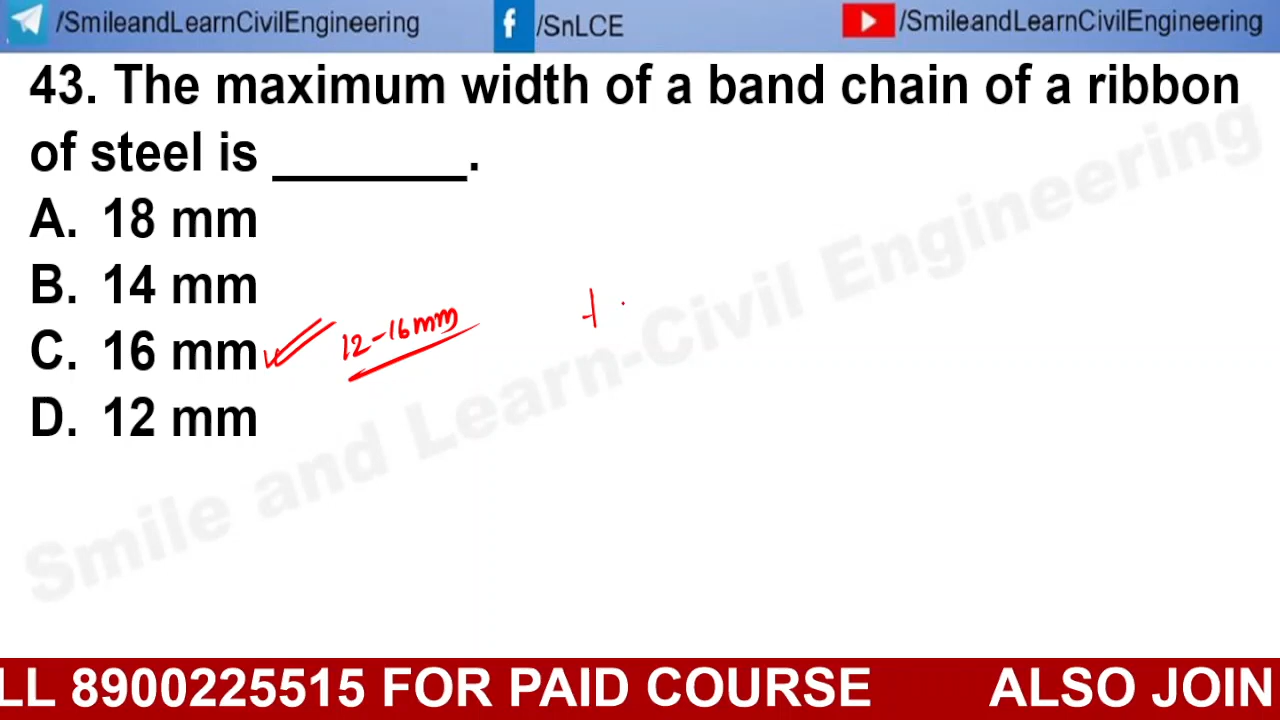 /SmileandLearnCivilEngineering /SnLCE /SmileandLearnCivilEngineering
43. The maximum width of a band chain of a ribbon
of steel is _______.
A. 18 mm
B. 14 mm
C. 16 mm 12-16mm
D. 12 mm
Smile and Learn-Civil Engineering
LL 8900225515 FOR PAID COURSE ALSO JOIN